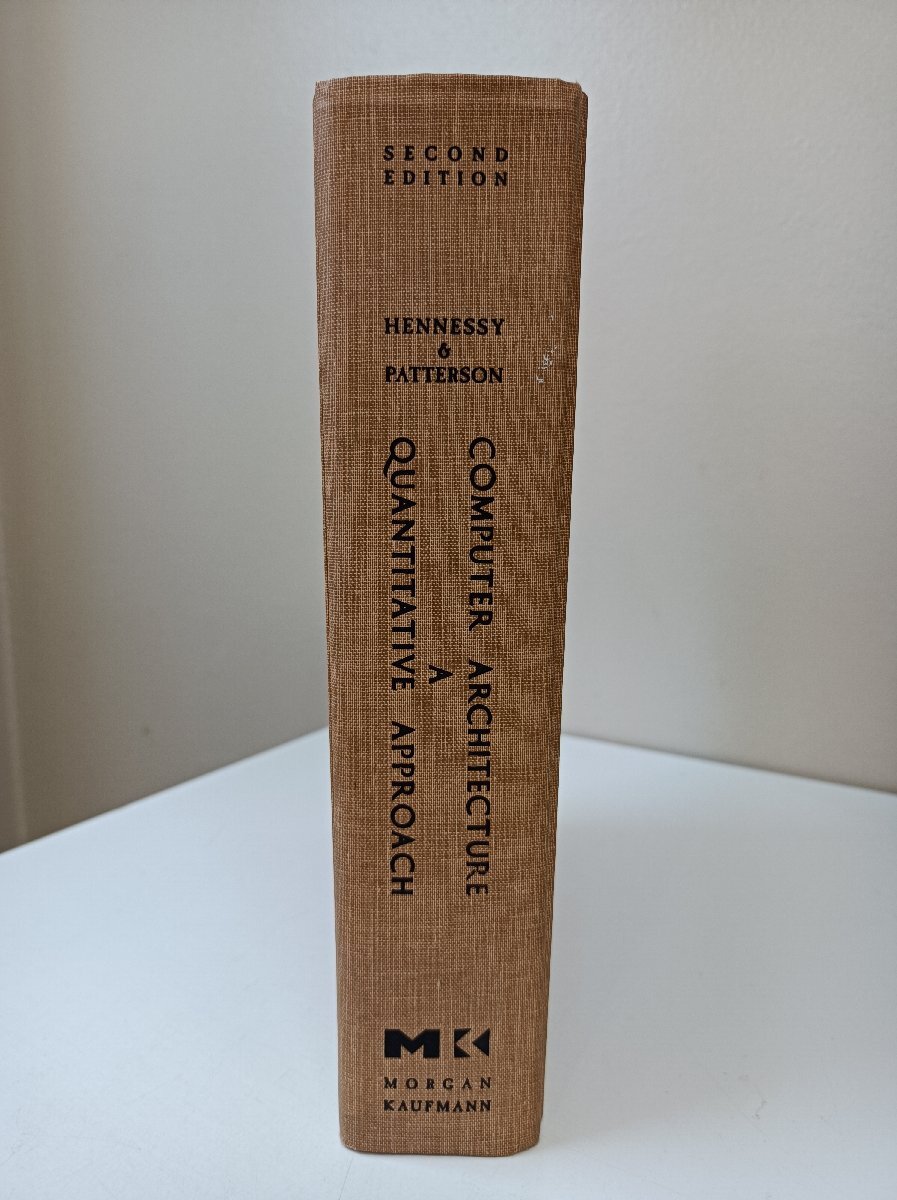 SECOND
EDITION
HENNESSY
&
PATTERSON
COMPUTER ARCHITECTURE
A
QUANTITATIVE APPROACH
MK
MORGAN
KAUFMANN